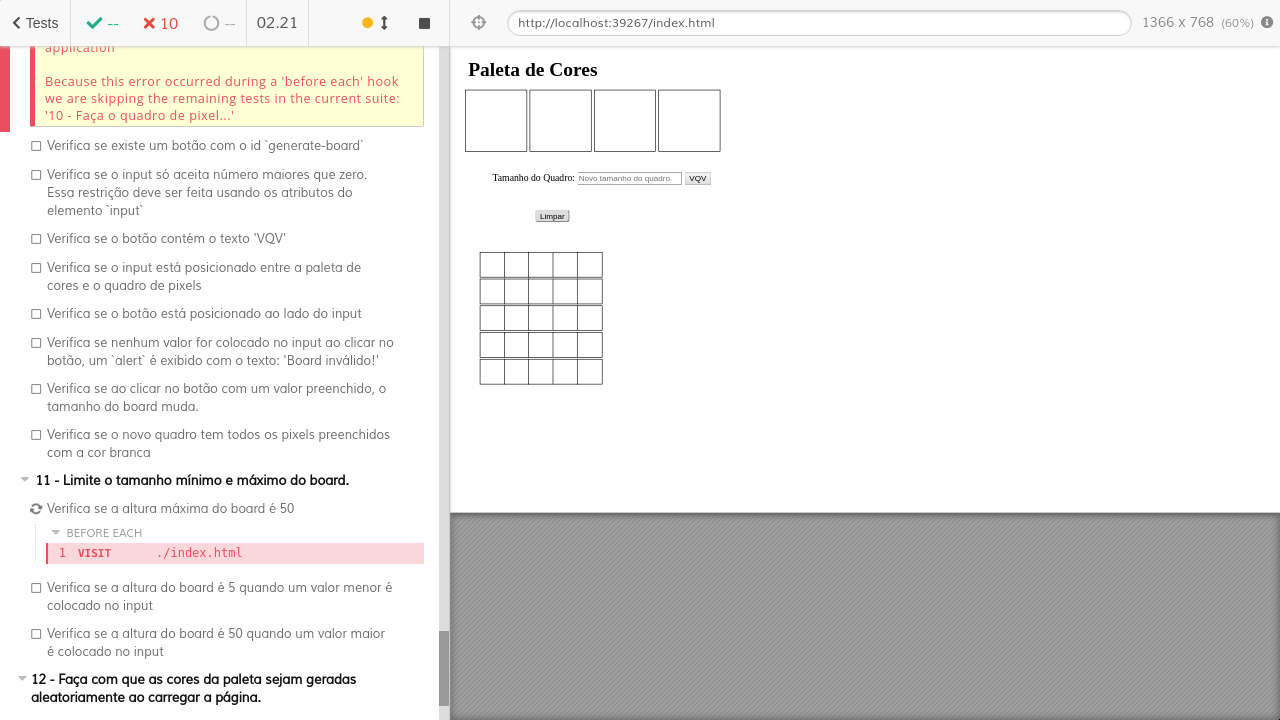 Tests
--
10
--
02.21
http://localhost:39267/index.html
1366 x 768 (60%)
application
Because this error occurred during a 'before each' hook
we are skipping the remaining tests in the current suite:
'10 - Faça o quadro de pixel...'
Verifica se existe um botão com o id `generate-board`
Verifica se o input só aceita número maiores que zero.
Essa restrição deve ser feita usando os atributos do
elemento `input`
Verifica se o botão contém o texto 'VQV'
Verifica se o input está posicionado entre a paleta de
cores e o quadro de pixels
Verifica se o botão está posicionado ao lado do input
Verifica se nenhum valor for colocado no input ao clicar no
botão, um `alert` é exibido com o texto: 'Board inválido!'
Verifica se ao clicar no botão com um valor preenchido, o
tamanho do board muda.
Verifica se o novo quadro tem todos os pixels preenchidos
com a cor branca
11 - Limite o tamanho mínimo e máximo do board.
Verifica se a altura máxima do board é 50
BEFORE EACH
1 VISIT ./index.html
Verifica se a altura do board é 5 quando um valor menor é
colocado no input
Verifica se a altura do board é 50 quando um valor maior
é colocado no input
12 - Faça com que as cores da paleta sejam geradas
aleatoriamente ao carregar a página.
Paleta de Cores
Tamanho do Quadro: Novo tamanho do quadro. VQV
Limpar